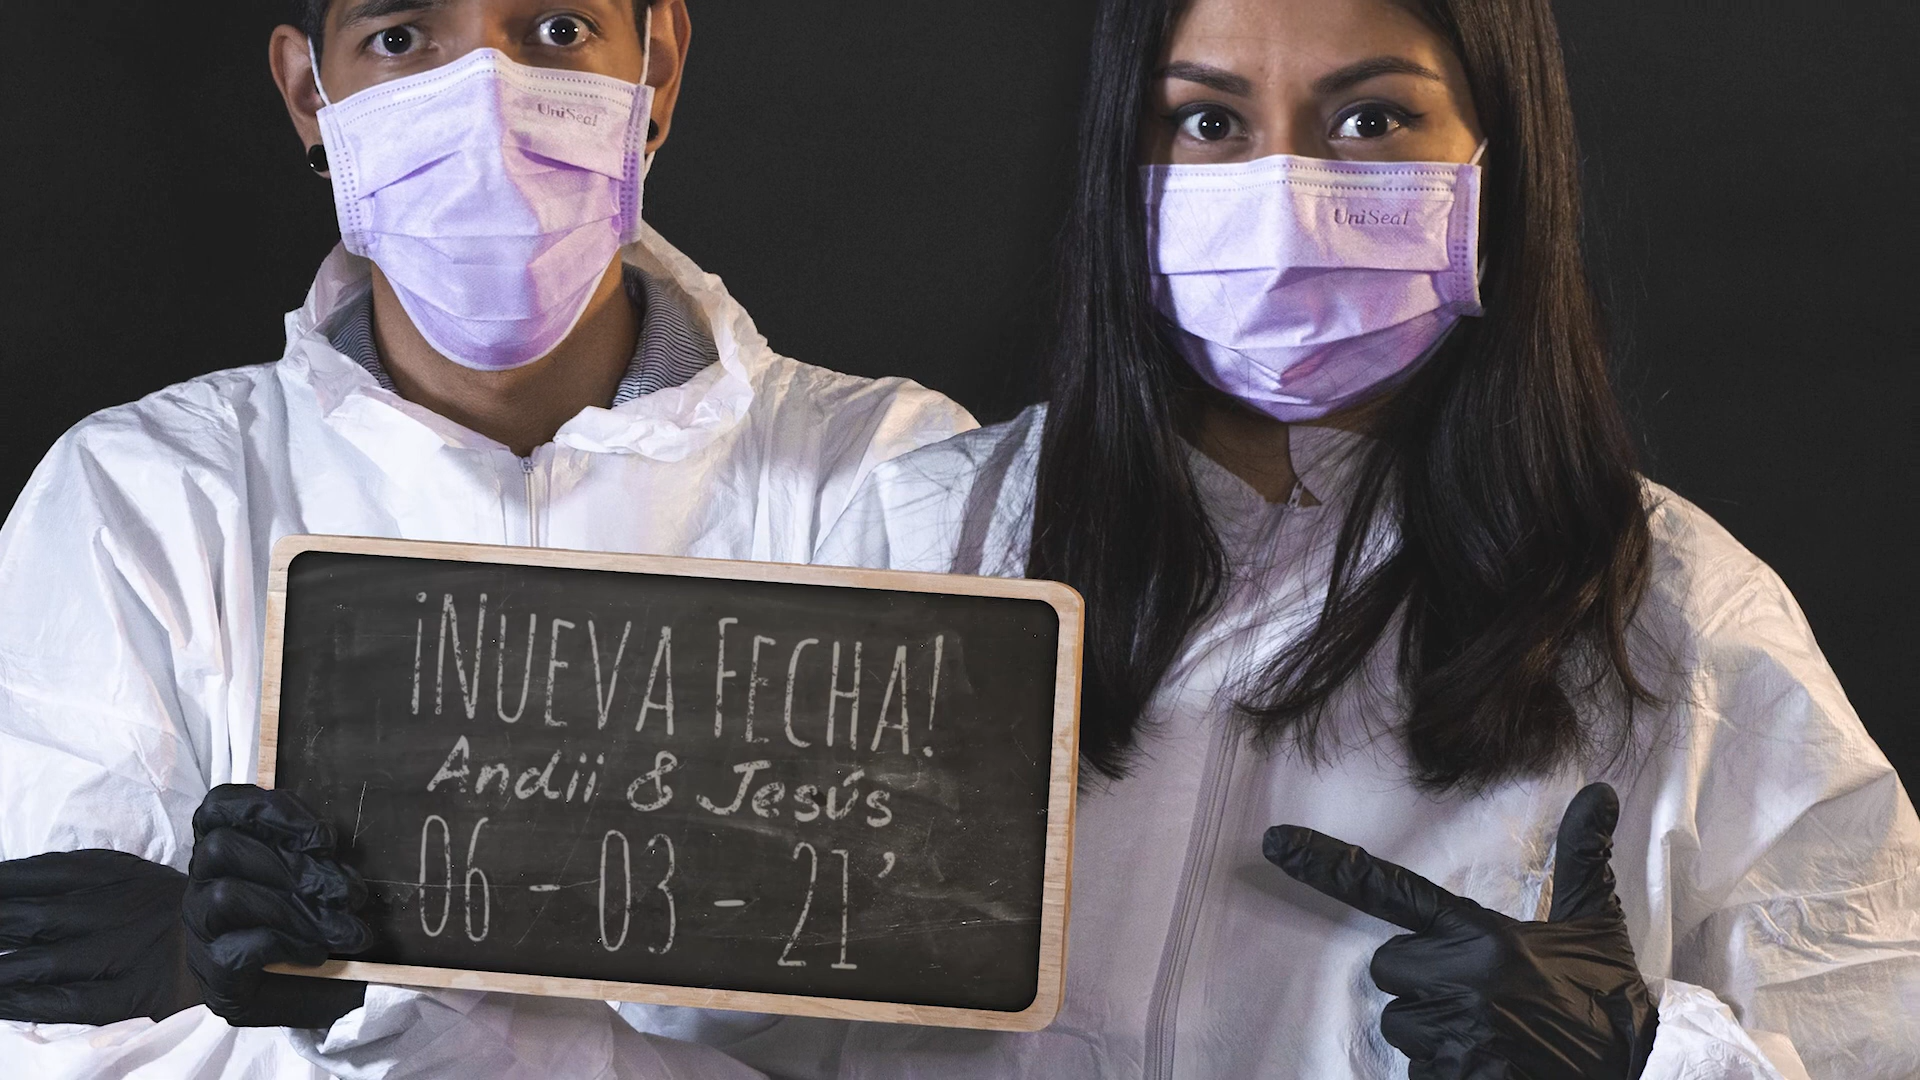 UniSeal
UniSeal
¡NUEVA FECHA!
Andii & Jesús
06 - 03 - 21'